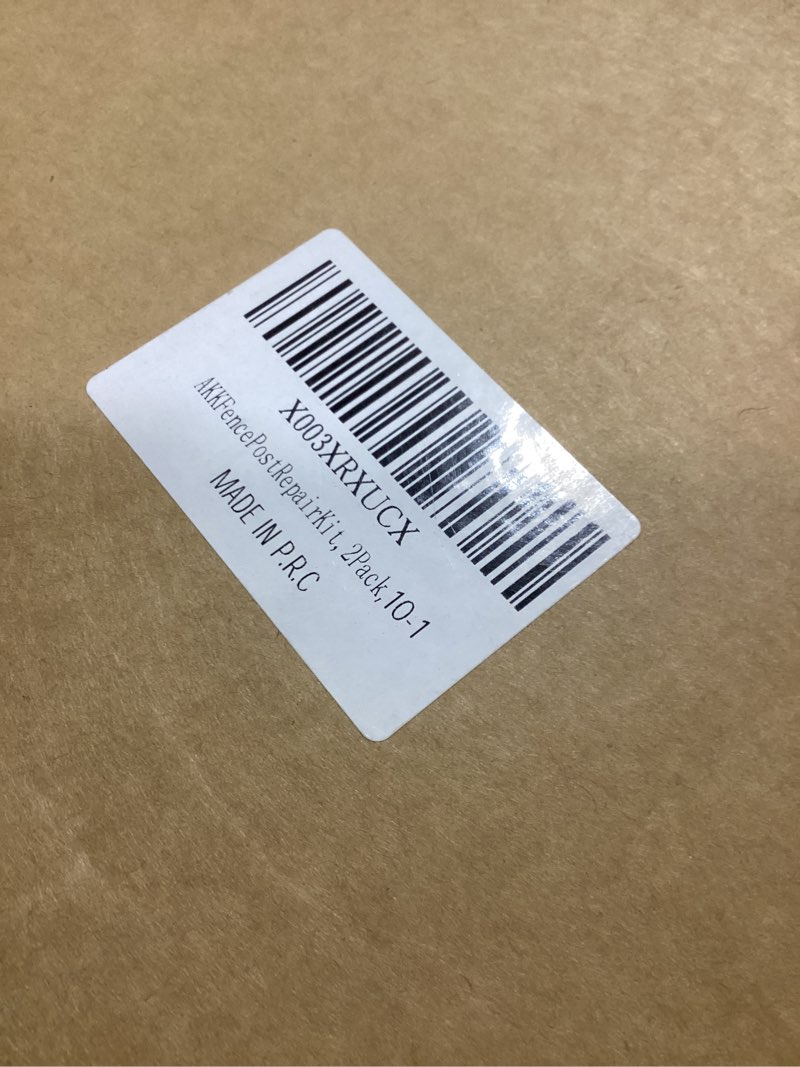 X003XRXUCX
AKKFencePostRepairKit, 2Pack,10-1
MADE IN P.R.C